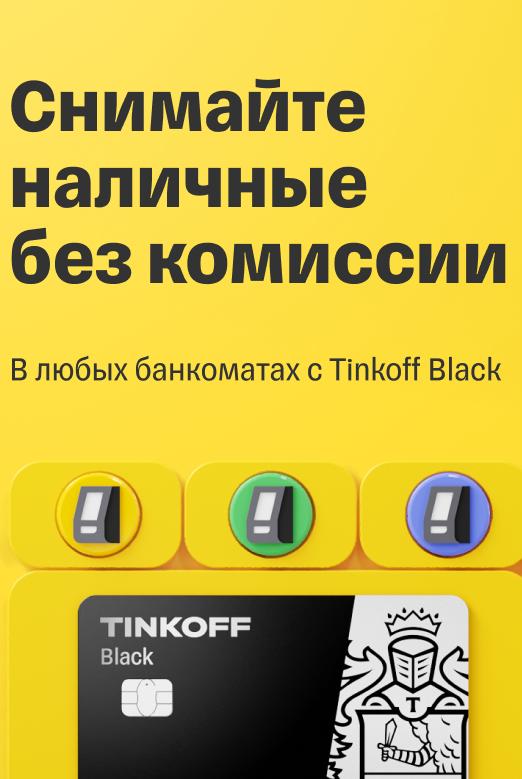 Снимайте
наличные
без комиссии
В любых банкоматах с Tinkoff Black
TINKOFF
Black
T